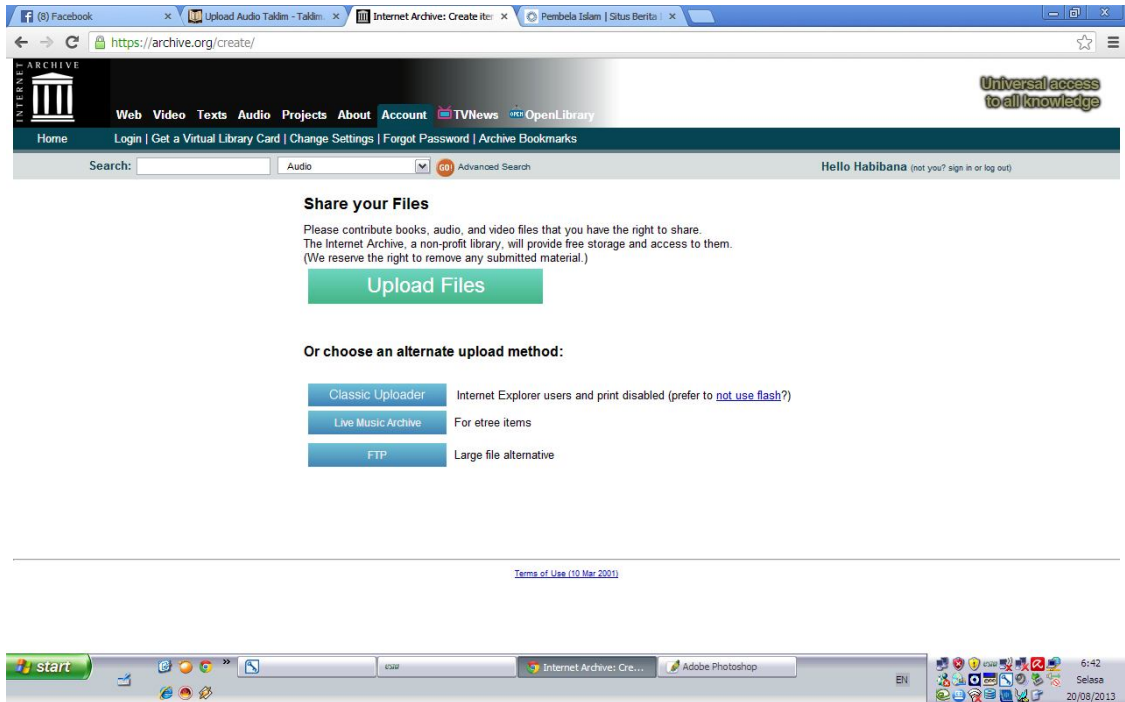 (8) Facebook
Upload Audio Taklim - Taklim.
Internet Archive: Create iter
Pembela Islam | Situs Berita
https://archive.org/create/
INTERNET ARCHIVE
Universal access
to all knowledge
Web Video Texts Audio Projects About Account TVNews OpenLibrary
Home Login | Get a Virtual Library Card | Change Settings | Forgot Password | Archive Bookmarks
Search: Audio GO! Advanced Search Hello Habibana (not you? sign in or log out)
Share your Files
Please contribute books, audio, and video files that you have the right to share.
The Internet Archive, a non-profit library, will provide free storage and access to them.
(We reserve the right to remove any submitted material.)
Upload Files
Or choose an alternate upload method:
Classic Uploader Internet Explorer users and print disabled (prefer to not use flash?)
Live Music Archive For etree items
FTP Large file alternative
Terms of Use (10 Mar 2001)
start
Internet Archive: Cre...
Adobe Photoshop
EN
6:42
Selasa
20/08/2013